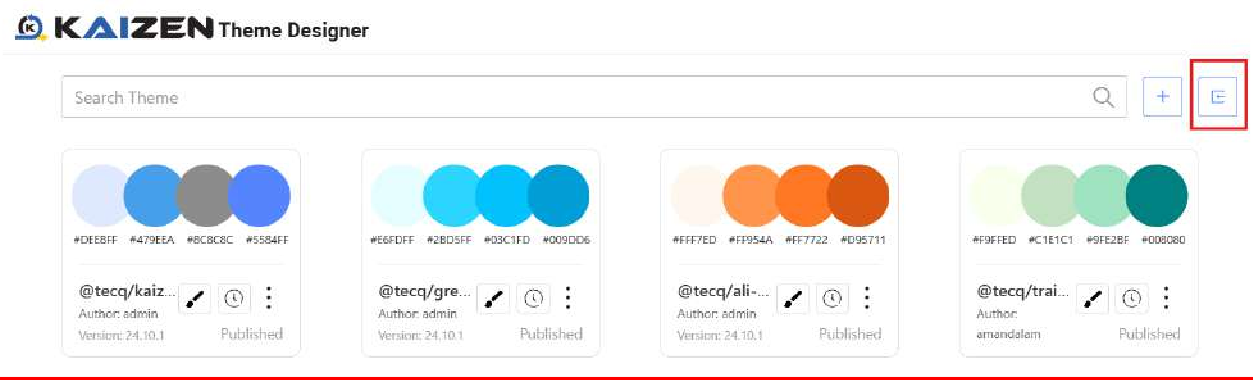 KAIZEN Theme Designer
Search Theme
#DEE8FF #479EEA #8C8C8C #5584FF
#E6FDFF #2BD5FF #03C1FD #009DD6
#FFF7ED #FF954A #FF7722 #D95711
#F9FFED #C1E1C1 #9FE2BF #008080
@tecq/kaiz...
Author: admin
Version: 24.10.1 Published
@tecq/gre...
Author: admin
Version: 24.10.1 Published
@tecq/ali-...
Author: admin
Version: 24.10.1 Published
@tecq/trai...
Author:
amandalam Published